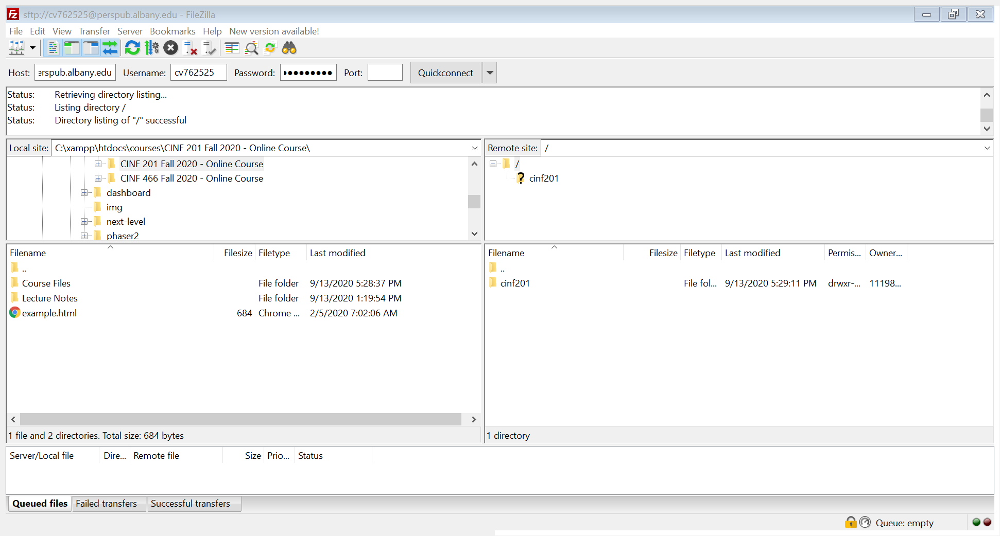 sftp://cv762525@perspub.albany.edu - FileZilla
File Edit View Transfer Server Bookmarks Help New version available!
Host: erspub.albany.edu Username: cv762525 Password: ●●●●●●●●● Port: Quickconnect
Status: Retrieving directory listing...
Status: Listing directory /
Status: Directory listing of "/" successful
Local site: C:\xampp\htdocs\courses\CINF 201 Fall 2020 - Online Course\
CINF 201 Fall 2020 - Online Course
CINF 466 Fall 2020 - Online Course
dashboard
img
next-level
phaser2
Remote site: /
/
? cinf201
Filename Filesize Filetype Last modified
..
Course Files File folder 9/13/2020 5:28:37 PM
Lecture Notes File folder 9/13/2020 1:19:54 PM
example.html 684 Chrome ... 2/5/2020 7:02:06 AM
1 file and 2 directories. Total size: 684 bytes
Filename Filesize Filetype Last modified Permis... Owner...
..
cinf201 File fol... 9/13/2020 5:29:11 PM drwxr-... 11198...
1 directory
Server/Local file Dire... Remote file Size Prio... Status
Queued files Failed transfers Successful transfers
Queue: empty